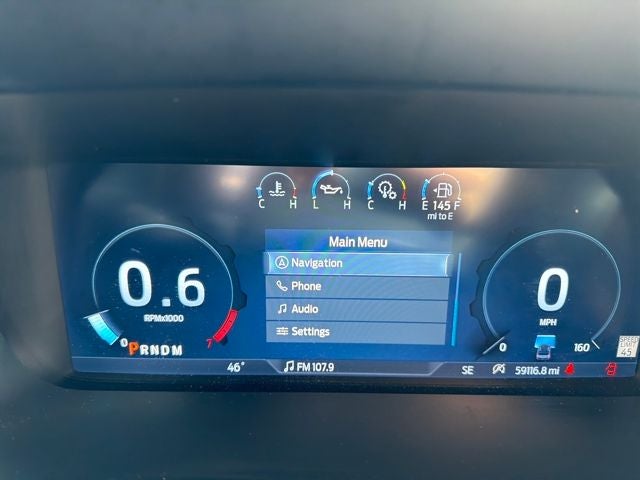 C H L H C H E 145 F
mi to E
Main Menu
Navigation
Phone
Audio
Settings
0.6
RPMx1000
0 7
PRNDM
0
MPH
0 160
SPEED LIMIT 45
46° FM 107.9 SE 59116.8 mi